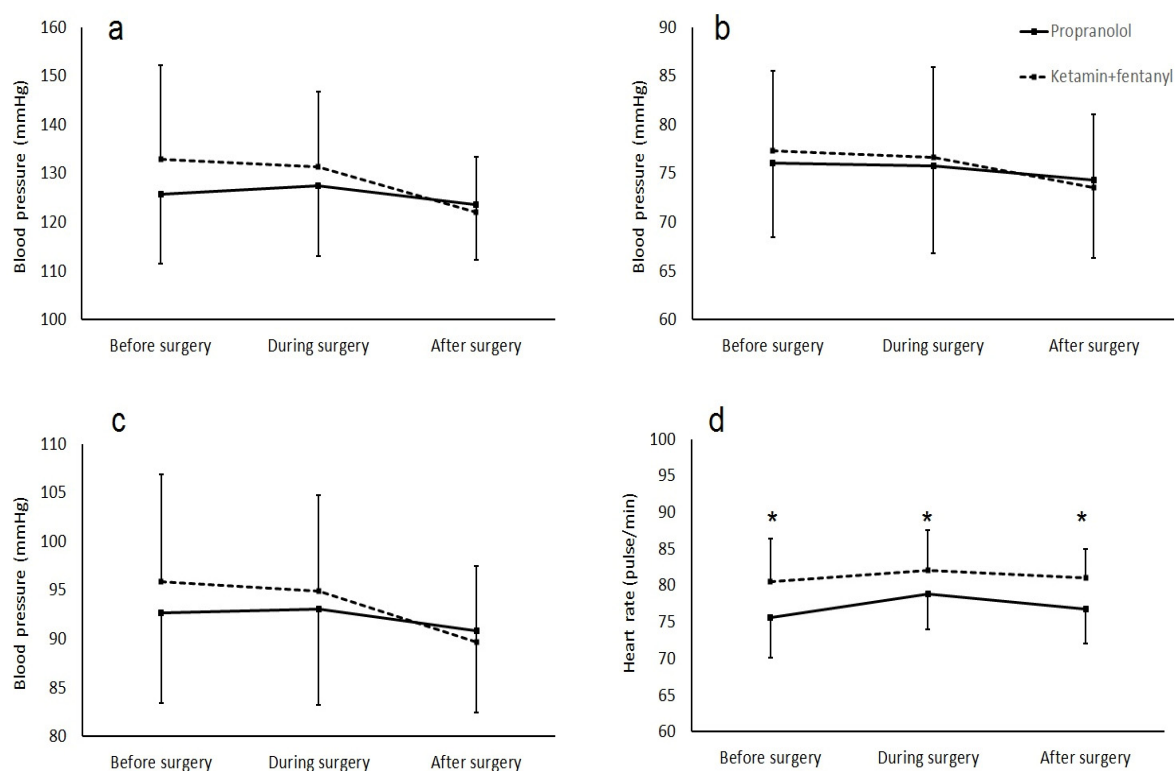 a
Blood pressure (mmHg)
160
150
140
130
120
110
100
Before surgery During surgery After surgery
b
Propranolol
Ketamin+fentanyl
Blood pressure (mmHg)
90
85
80
75
70
65
60
Before surgery During surgery After surgery
c
Blood pressure (mmHg)
110
105
100
95
90
85
80
Before surgery During surgery After surgery
d
Heart rate (pulse/min)
100
95
90
85
80
75
70
65
60
* * *
Before surgery During surgery After surgery